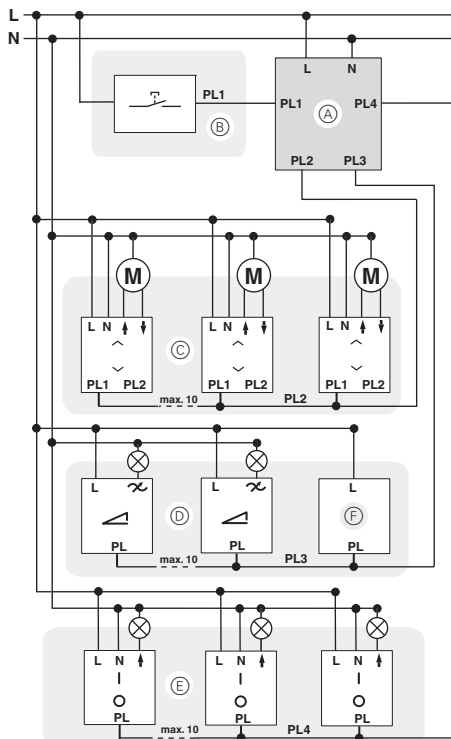 L
N
L N
PL1
PL1 A PL4
B
PL2 PL3
M M M
L N L N L N
C
PL1 PL2 PL1 PL2 PL1 PL2
max. 10 PL2
L L L
D F
PL PL PL
max. 10 PL3
L N L N L N
I I I
E
O O O
PL PL PL
max. 10 PL4